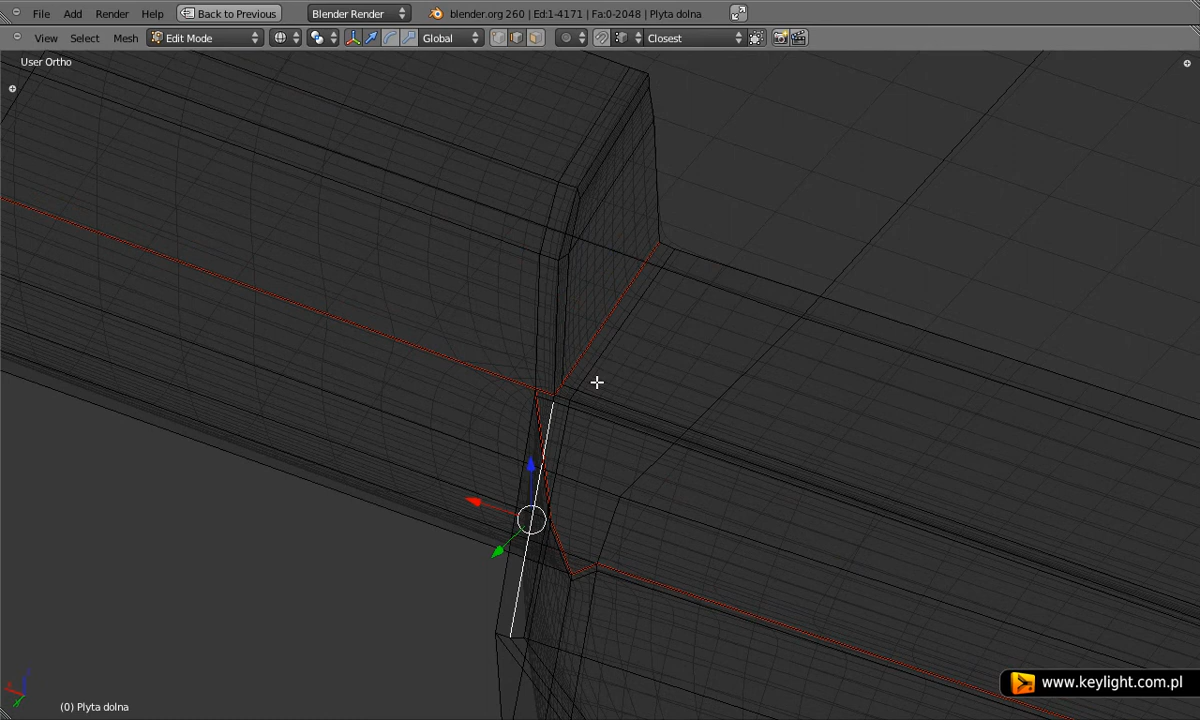 File Add Render Help Back to Previous Blender Render blender.org 260 | Ed:1-4171 | Fa:0-2048 | Plyta dolna
View Select Mesh Edit Mode Global Closest
User Ortho
www.keylight.com.pl
(0) Plyta dolna